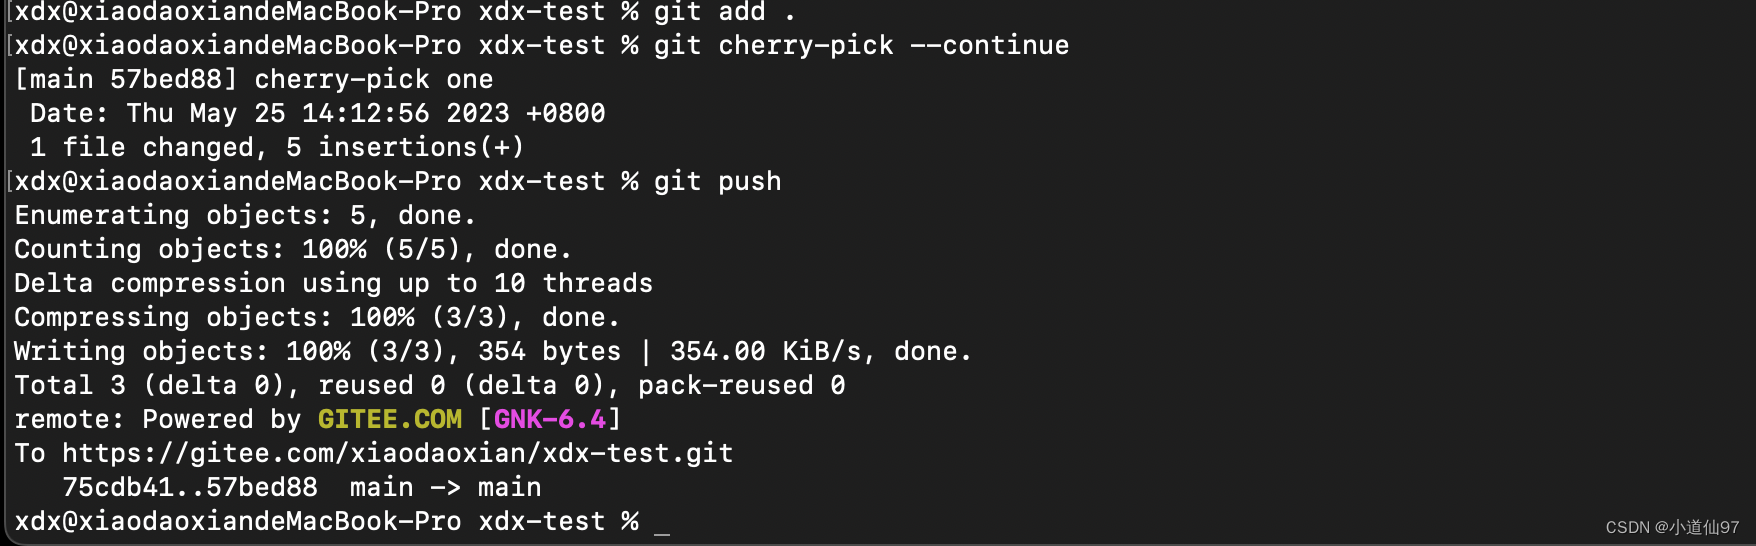 [xdx@xiaodaoxiandeMacBook-Pro xdx-test % git add .
[xdx@xiaodaoxiandeMacBook-Pro xdx-test % git cherry-pick --continue
[main 57bed88] cherry-pick one
 Date: Thu May 25 14:12:56 2023 +0800
 1 file changed, 5 insertions(+)
[xdx@xiaodaoxiandeMacBook-Pro xdx-test % git push
Enumerating objects: 5, done.
Counting objects: 100% (5/5), done.
Delta compression using up to 10 threads
Compressing objects: 100% (3/3), done.
Writing objects: 100% (3/3), 354 bytes | 354.00 KiB/s, done.
Total 3 (delta 0), reused 0 (delta 0), pack-reused 0
remote: Powered by GITEE.COM [GNK-6.4]
To https://gitee.com/xiaodaoxian/xdx-test.git
   75cdb41..57bed88  main -> main
xdx@xiaodaoxiandeMacBook-Pro xdx-test % _
CSDN @小道仙97